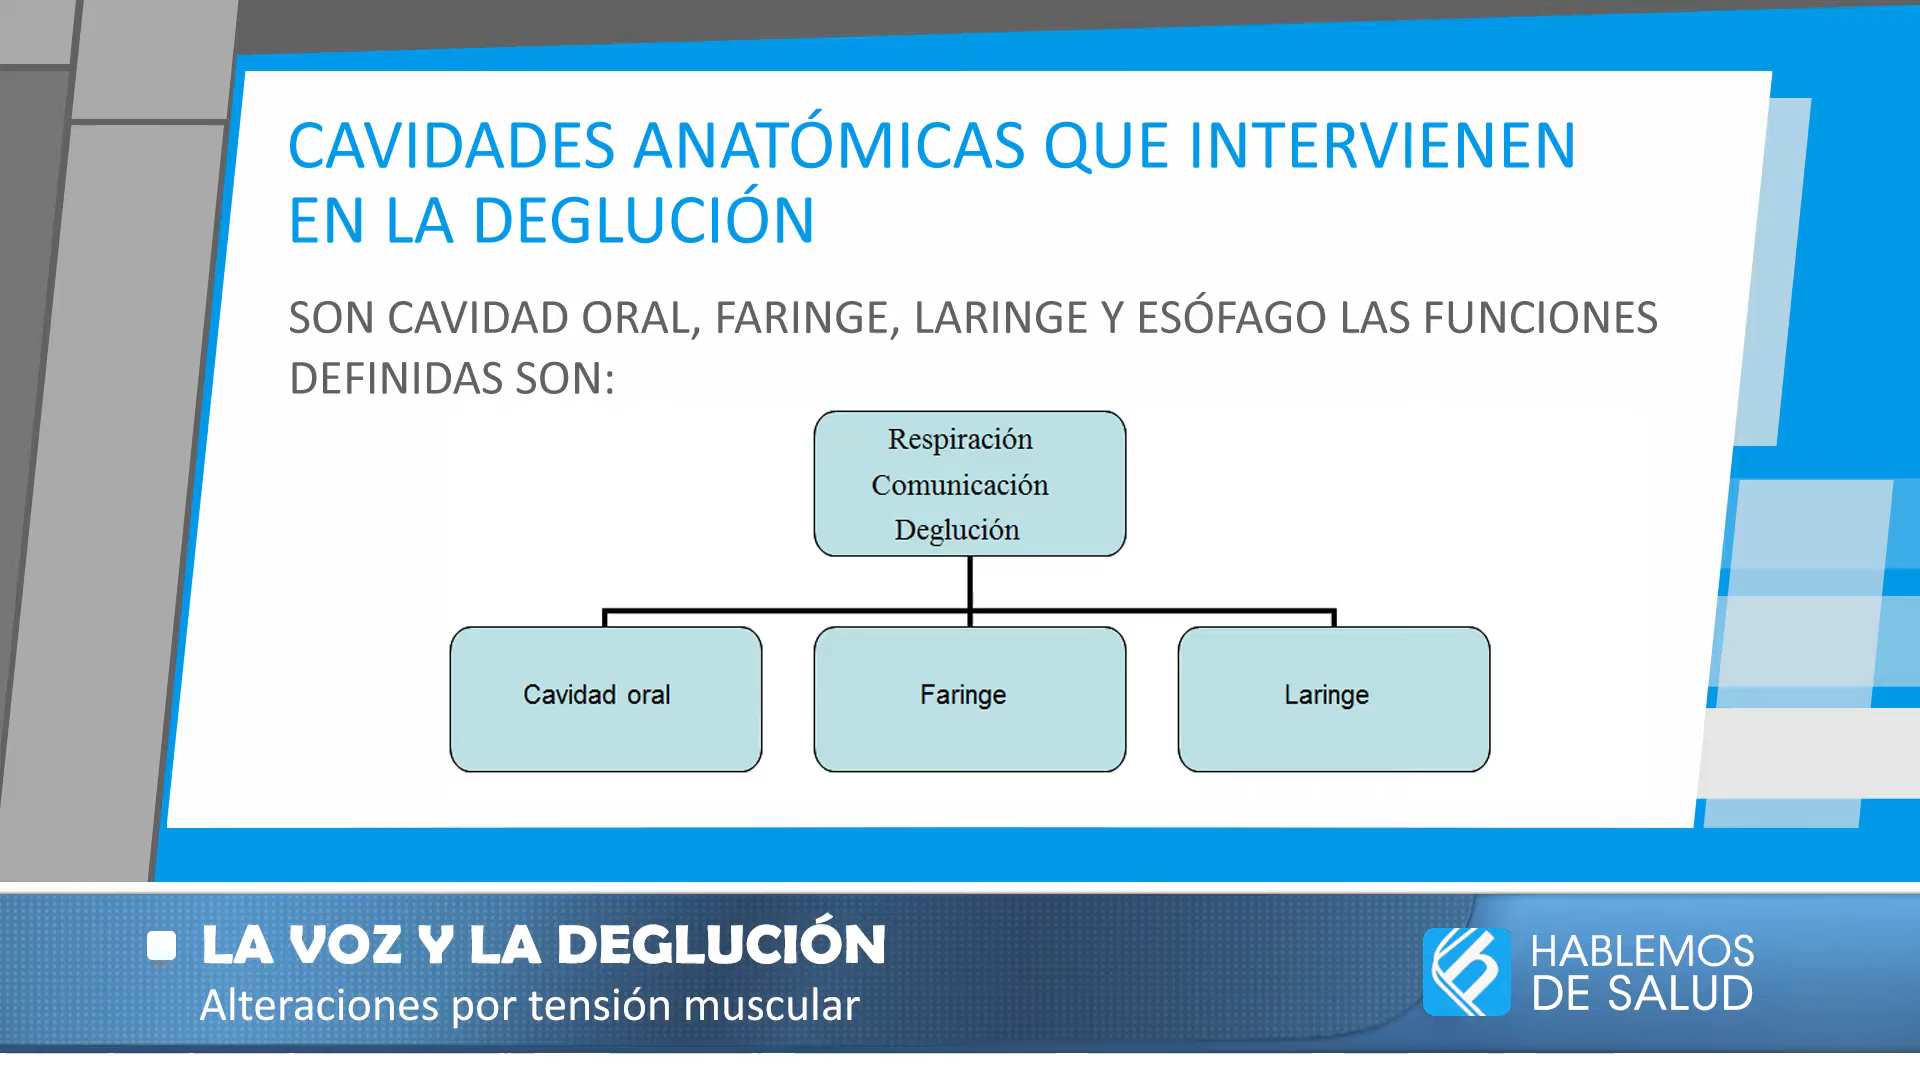 CAVIDADES ANATÓMICAS QUE INTERVIENEN
EN LA DEGLUCIÓN
SON CAVIDAD ORAL, FARINGE, LARINGE Y ESÓFAGO LAS FUNCIONES
DEFINIDAS SON:
Respiración
Comunicación
Deglución
Cavidad oral
Faringe
Laringe
LA VOZ Y LA DEGLUCIÓN
Alteraciones por tensión muscular
HABLEMOS
DE SALUD